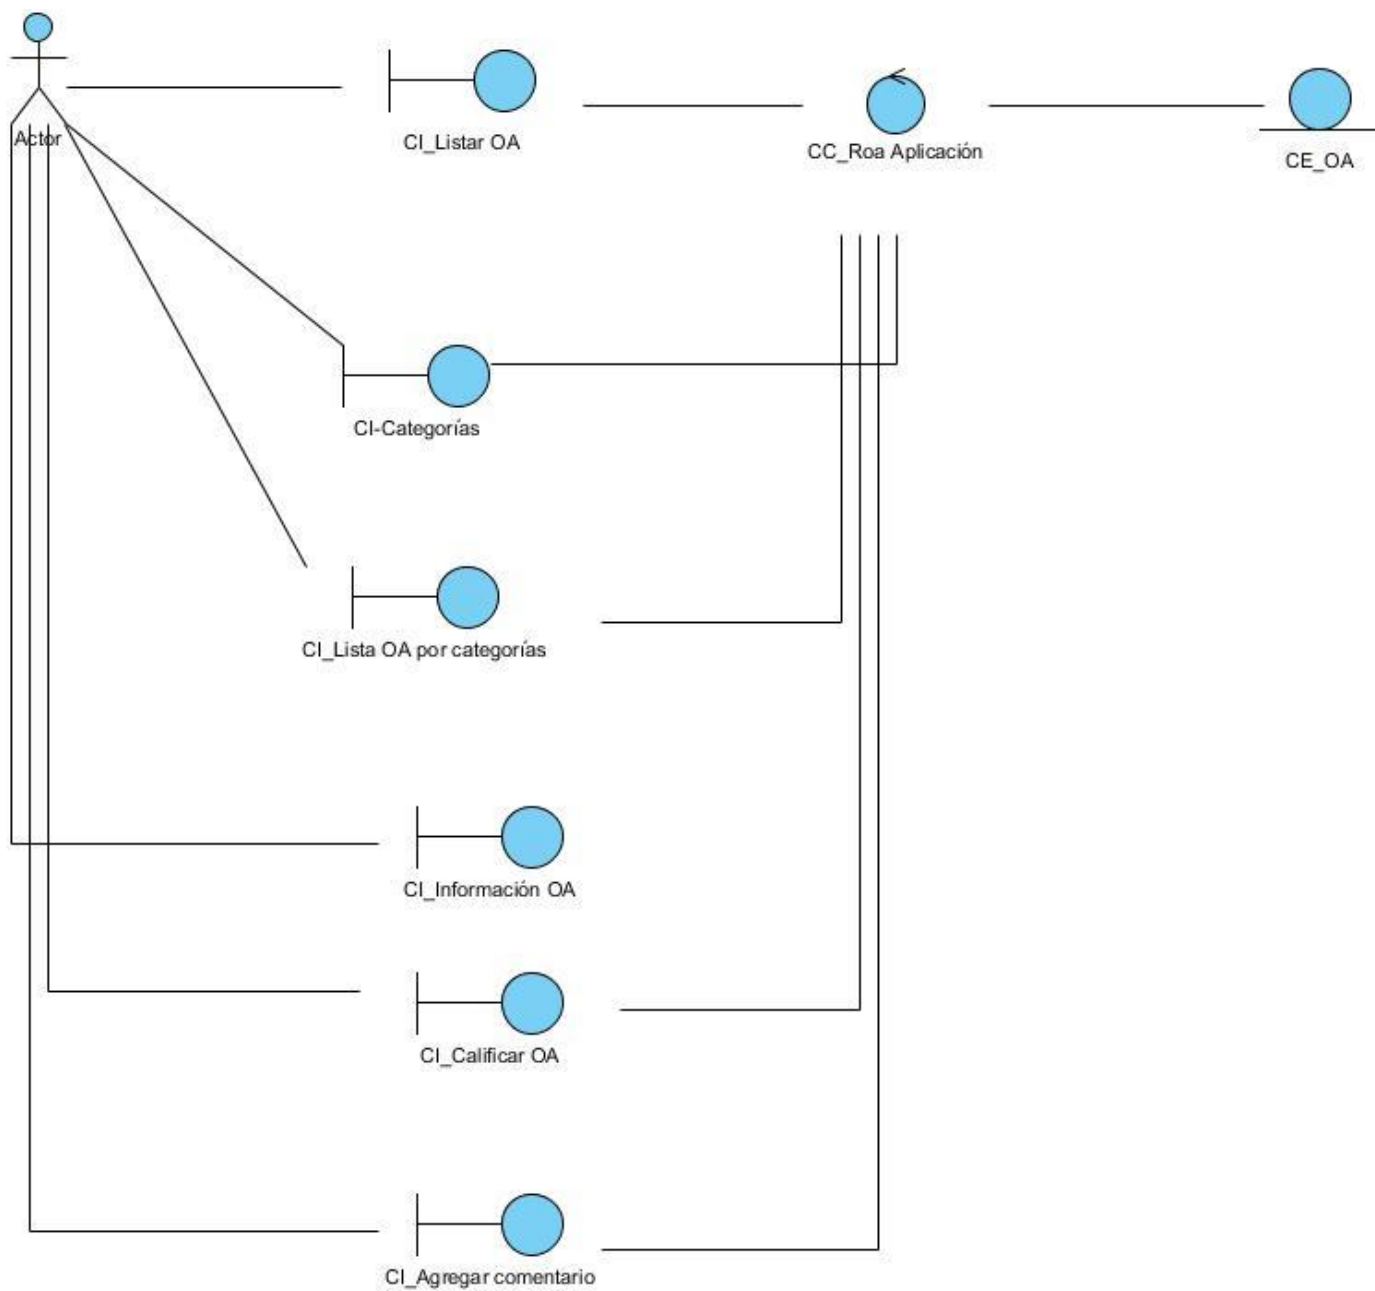 Actor
CI_Listar OA
CC_Roa Aplicación
CE_OA
CI-Categorías
CI_Lista OA por categorías
CI_Información OA
CI_Calificar OA
CI_Agregar comentario